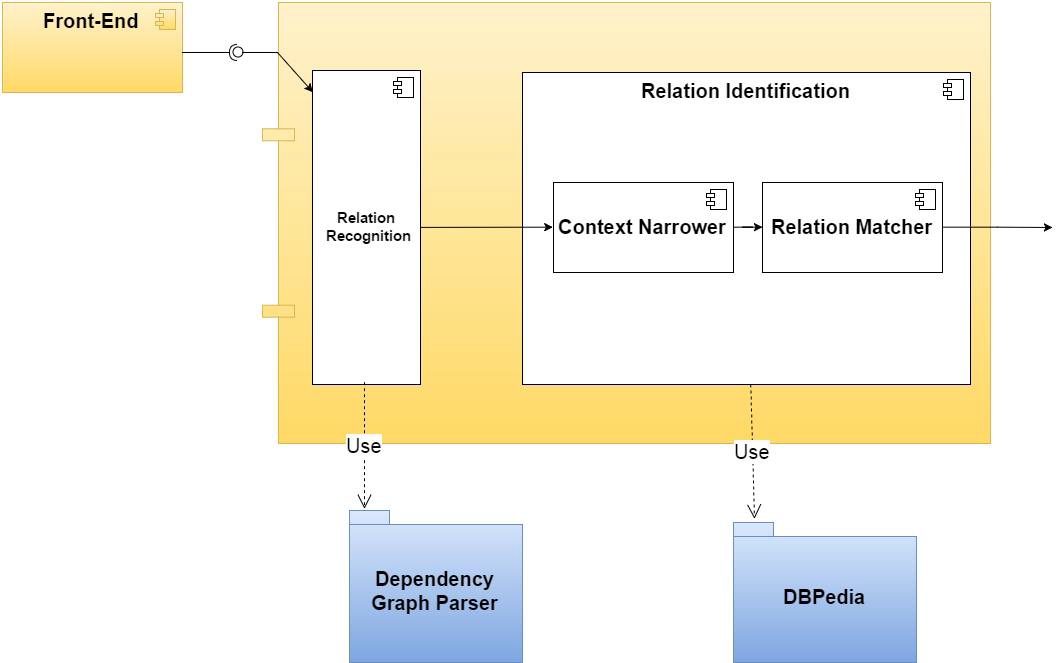 Front-End
Relation Identification
Relation
Recognition
Context Narrower
Relation Matcher
Use
Use
Dependency
Graph Parser
DBPedia